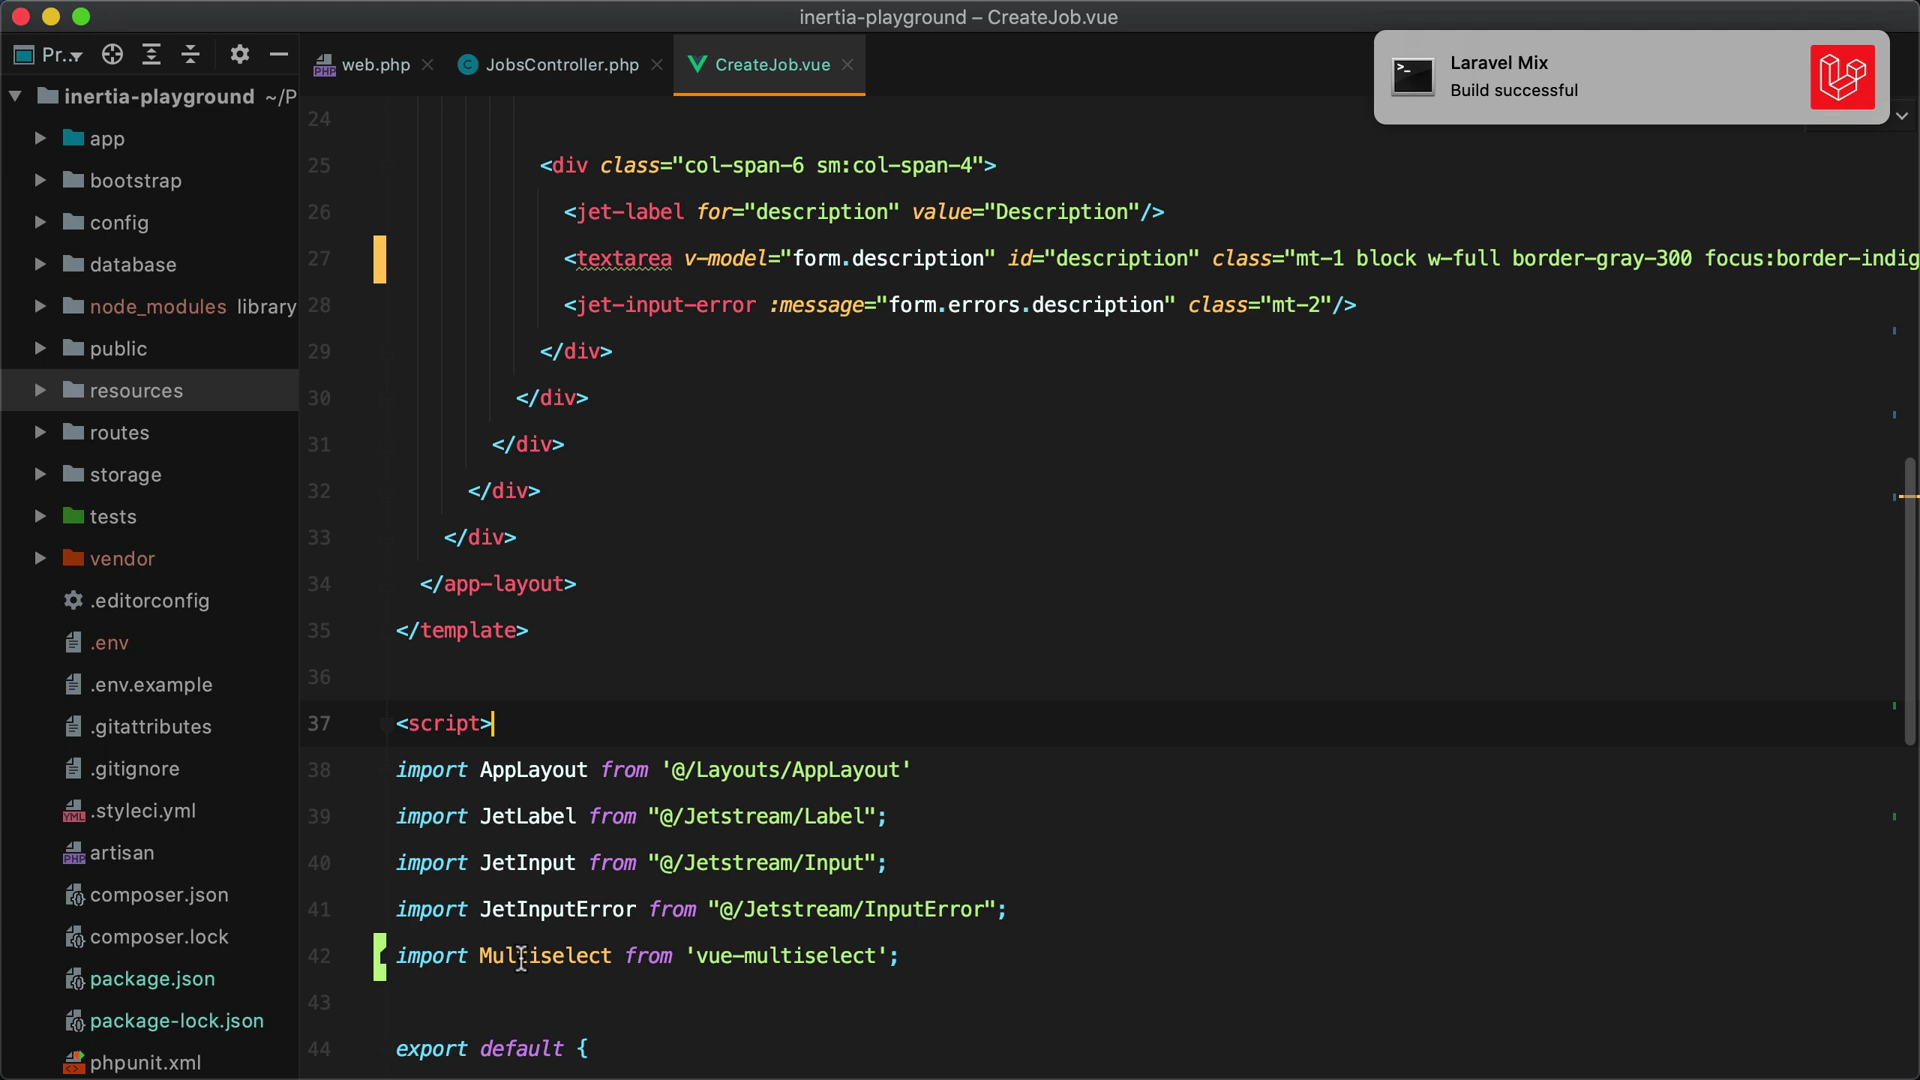 inertia-playground – CreateJob.vue
Pr..
web.php
JobsController.php
CreateJob.vue
Laravel Mix
Build successful
inertia-playground ~/P
app
bootstrap
config
database
node_modules library
public
resources
routes
storage
tests
vendor
.editorconfig
.env
.env.example
.gitattributes
.gitignore
.styleci.yml
artisan
composer.json
composer.lock
package.json
package-lock.json
phpunit.xml
24
25 <div class="col-span-6 sm:col-span-4">
26 <jet-label for="description" value="Description"/>
27 <textarea v-model="form.description" id="description" class="mt-1 block w-full border-gray-300 focus:border-indig
28 <jet-input-error :message="form.errors.description" class="mt-2"/>
29 </div>
30 </div>
31 </div>
32 </div>
33 </div>
34 </app-layout>
35 </template>
36
37 <script>
38 import AppLayout from '@/Layouts/AppLayout'
39 import JetLabel from "@/Jetstream/Label";
40 import JetInput from "@/Jetstream/Input";
41 import JetInputError from "@/Jetstream/InputError";
42 import Multiselect from 'vue-multiselect';
43
44 export default {